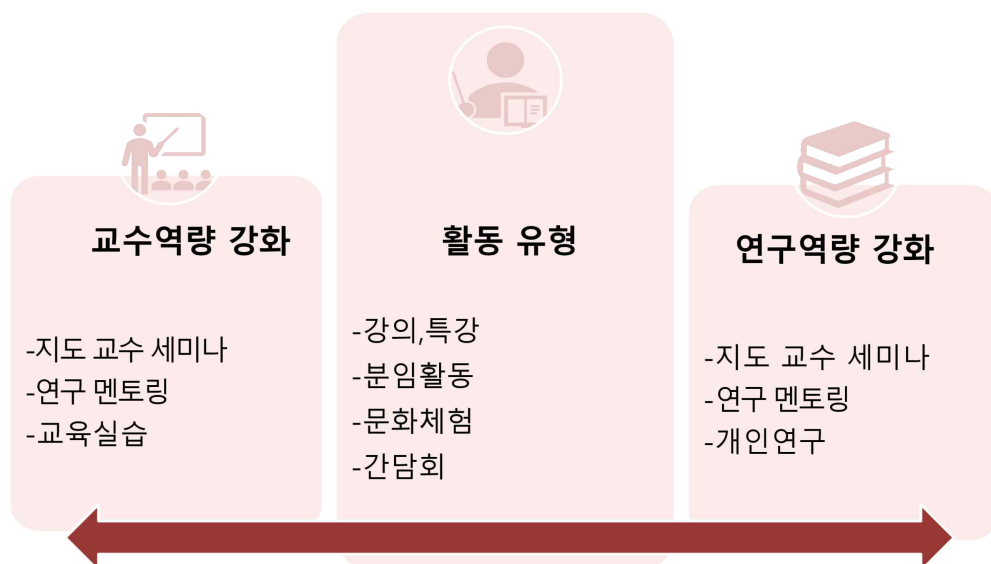 교수역량 강화
-지도 교수 세미나
-연구 멘토링
-교육실습
활동 유형
-강의,특강
-분임활동
-문화체험
-간담회
연구역량 강화
-지도 교수 세미나
-연구 멘토링
-개인연구